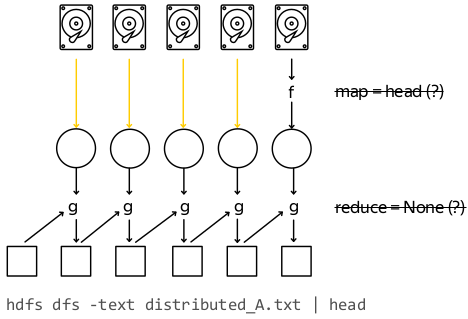 f
map = head (?)
g g g g g
reduce = None (?)
hdfs dfs -text distributed_A.txt | head